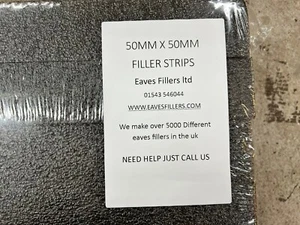 50MM X 50MM
FILLER STRIPS
Eaves Fillers ltd
01543 546044
WWW.EAVESFILLERS.COM
We make over 5000 Different
eaves fillers in the uk
NEED HELP JUST CALL US